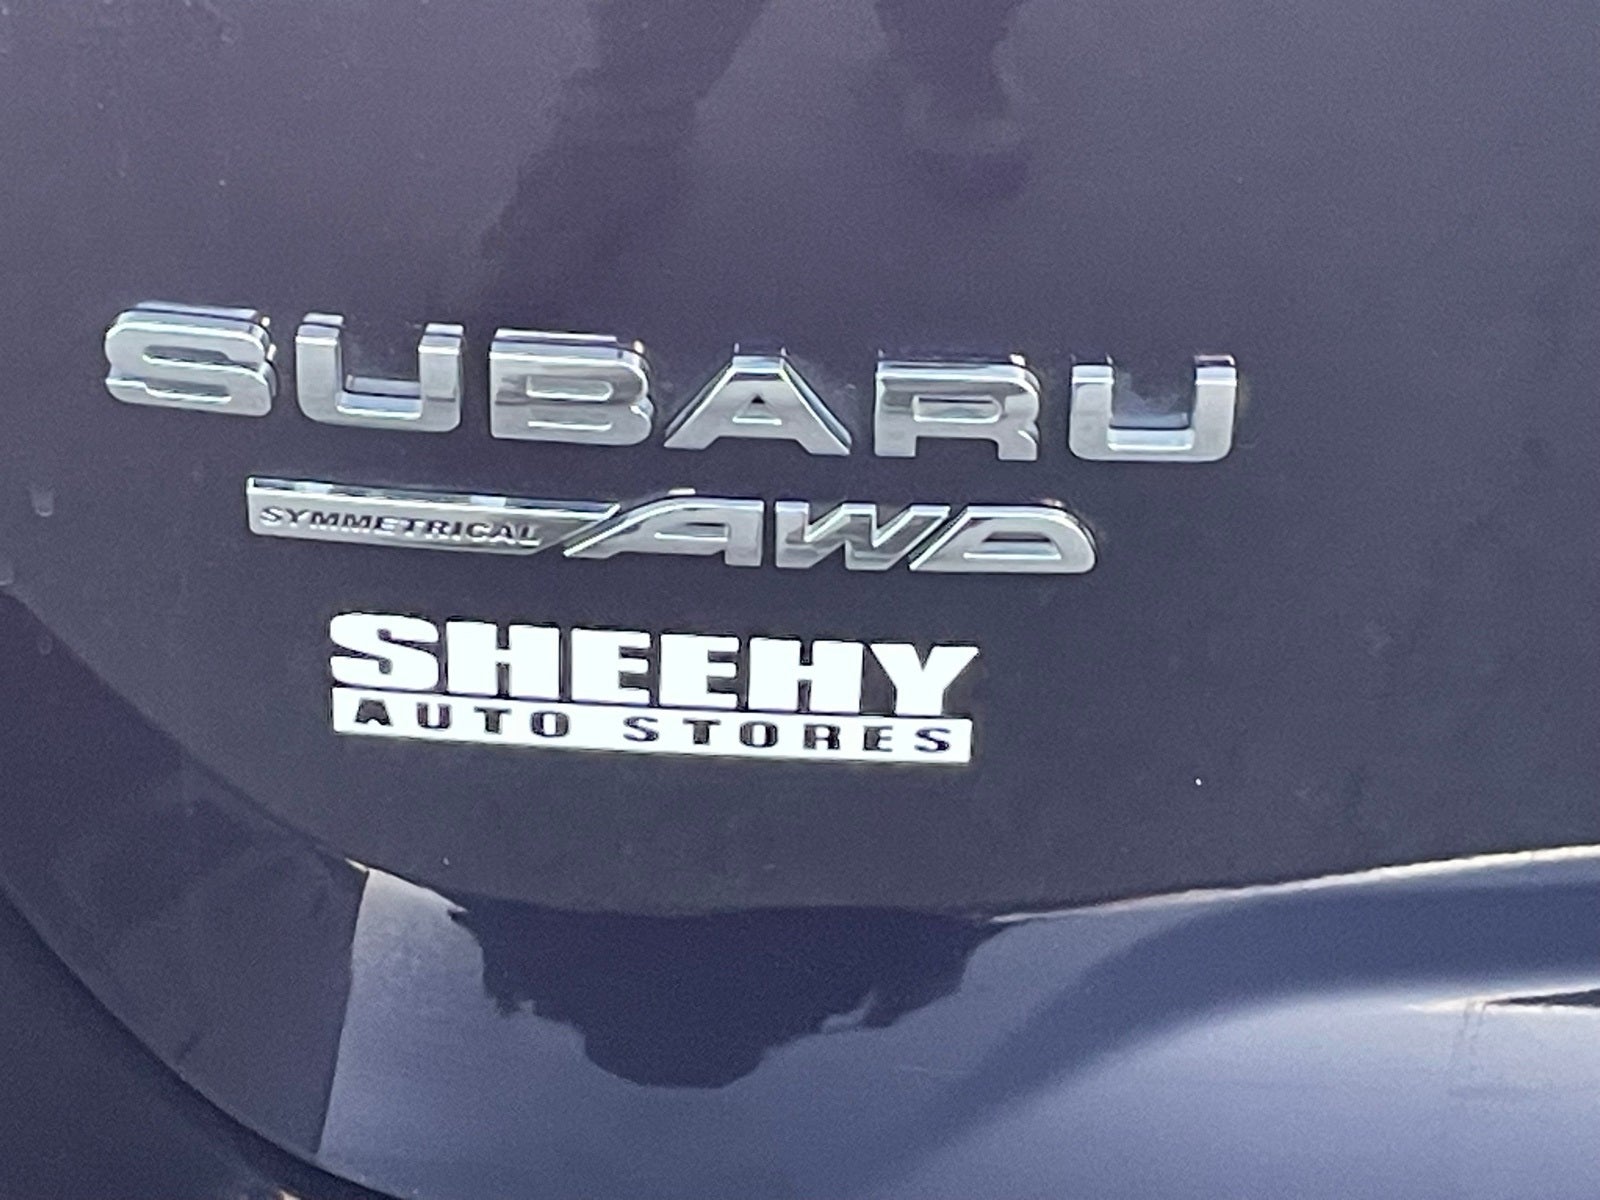 SUBARU
SYMMETRICAL AWD
SHEEHY
AUTO STORES